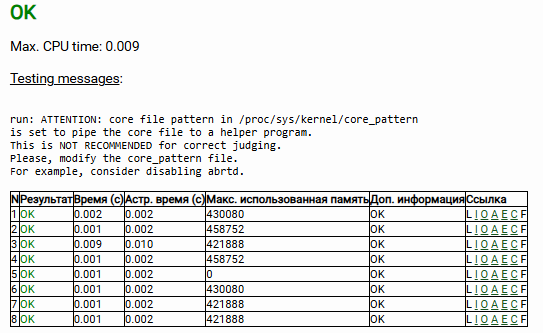 OK
Max. CPU time: 0.009
Testing messages:
run: ATTENTION: core file pattern in /proc/sys/kernel/core_pattern
is set to pipe the core file to a helper program.
This is NOT RECOMMENDED for correct judging.
Please, modify the core_pattern file.
For example, consider disabling abrtd.
N Результат Время (с) Астр. время (с) Макс. использованная память Доп. информация Ссылка
1 OK 0.002 0.002 430080 OK L I O A E C F
2 OK 0.001 0.002 458752 OK L I O A E C F
3 OK 0.009 0.010 421888 OK L I O A E C F
4 OK 0.001 0.002 458752 OK L I O A E C F
5 OK 0.001 0.002 0 OK L I O A E C F
6 OK 0.001 0.002 430080 OK L I O A E C F
7 OK 0.001 0.002 421888 OK L I O A E C F
8 OK 0.001 0.002 421888 OK L I O A E C F